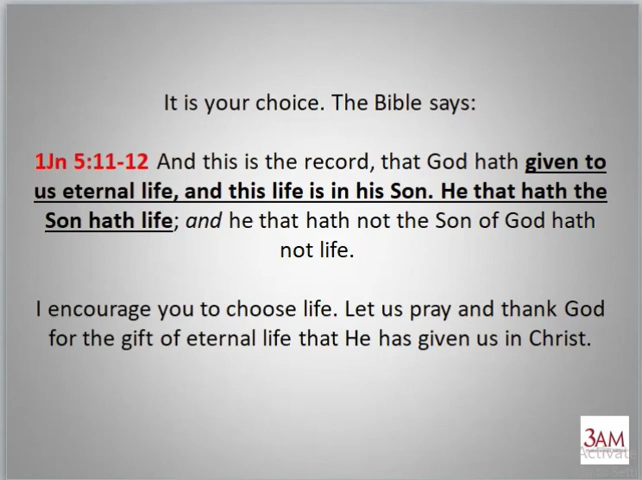 It is your choice. The Bible says:
1Jn 5:11-12 And this is the record, that God hath given to
us eternal life, and this life is in his Son. He that hath the
Son hath life; and he that hath not the Son of God hath
not life.
I encourage you to choose life. Let us pray and thank God
for the gift of eternal life that He has given us in Christ.
3AM
Activate